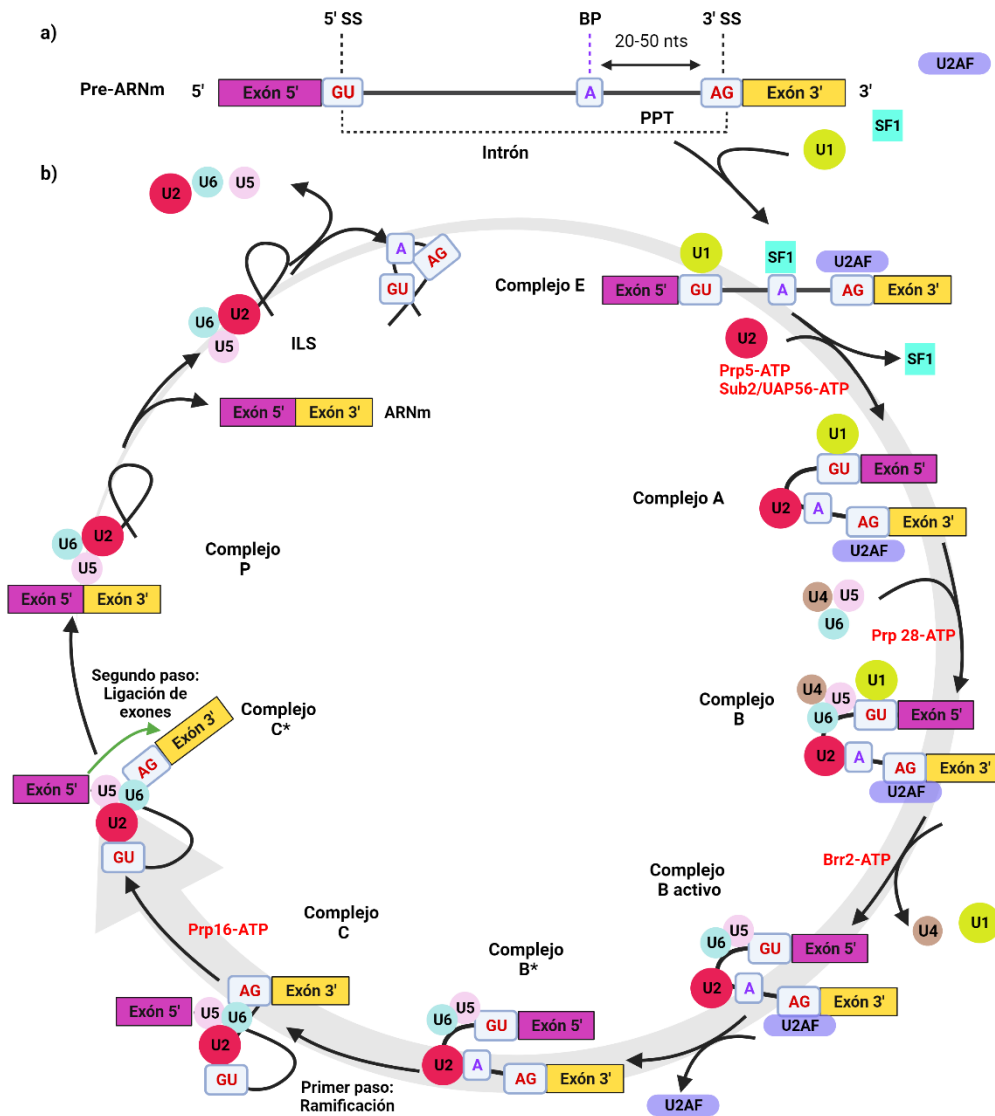 a)
5' SS
BP
3' SS
20-50 nts
U2AF
Pre-ARNm
5'
Exón 5'
GU
A
AG
Exón 3'
3'
PPT
SF1
U1
Intrón
b)
U2
U6
U5
A
AG
GU
U1
SF1
U2AF
Complejo E
Exón 5'
GU
A
AG
Exón 3'
U2
SF1
Prp5-ATP
Sub2/UAP56-ATP
U6
U2
U5
ILS
Exón 5'
Exón 3'
ARNm
U1
GU
Exón 5'
Complejo A
U2
A
AG
Exón 3'
U2AF
U6
U2
U5
Complejo
P
Exón 5'
Exón 3'
U4
U5
U6
Prp 28-ATP
U4
U5
U1
U6
GU
Exón 5'
Complejo
B
U2
A
AG
Exón 3'
U2AF
Segundo paso:
Ligación de
exones
Complejo
C*
Exón 3'
AG
Exón 5'
U5
U6
U2
GU
Brr2-ATP
U4
U1
Complejo
B activo
U6
U5
GU
Exón 5'
U2
A
AG
Exón 3'
U2AF
Prp16-ATP
Complejo
C
AG
Exón 3'
Exón 5'
U5
U6
U2
GU
Complejo
B*
U6
U5
GU
Exón 5'
U2
A
AG
Exón 3'
Primer paso:
Ramificación
U2AF